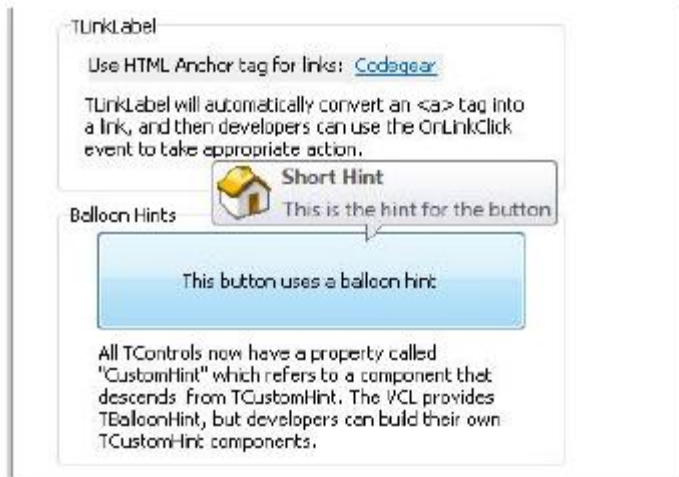 TLinkLabel
Use HTML Anchor tag for links: Codegear
TLinkLabel will automatically convert an <a> tag into
a link, and then developers can use the OnLinkClick
event to take appropriate action.
Short Hint
This is the hint for the button
Balloon Hints
This button uses a balloon hint
All TControls now have a property called
"CustomHint" which refers to a component that
descends from TCustomHint. The VCL provides
TBalloonHint, but developers can build their own
TCustomHint components.